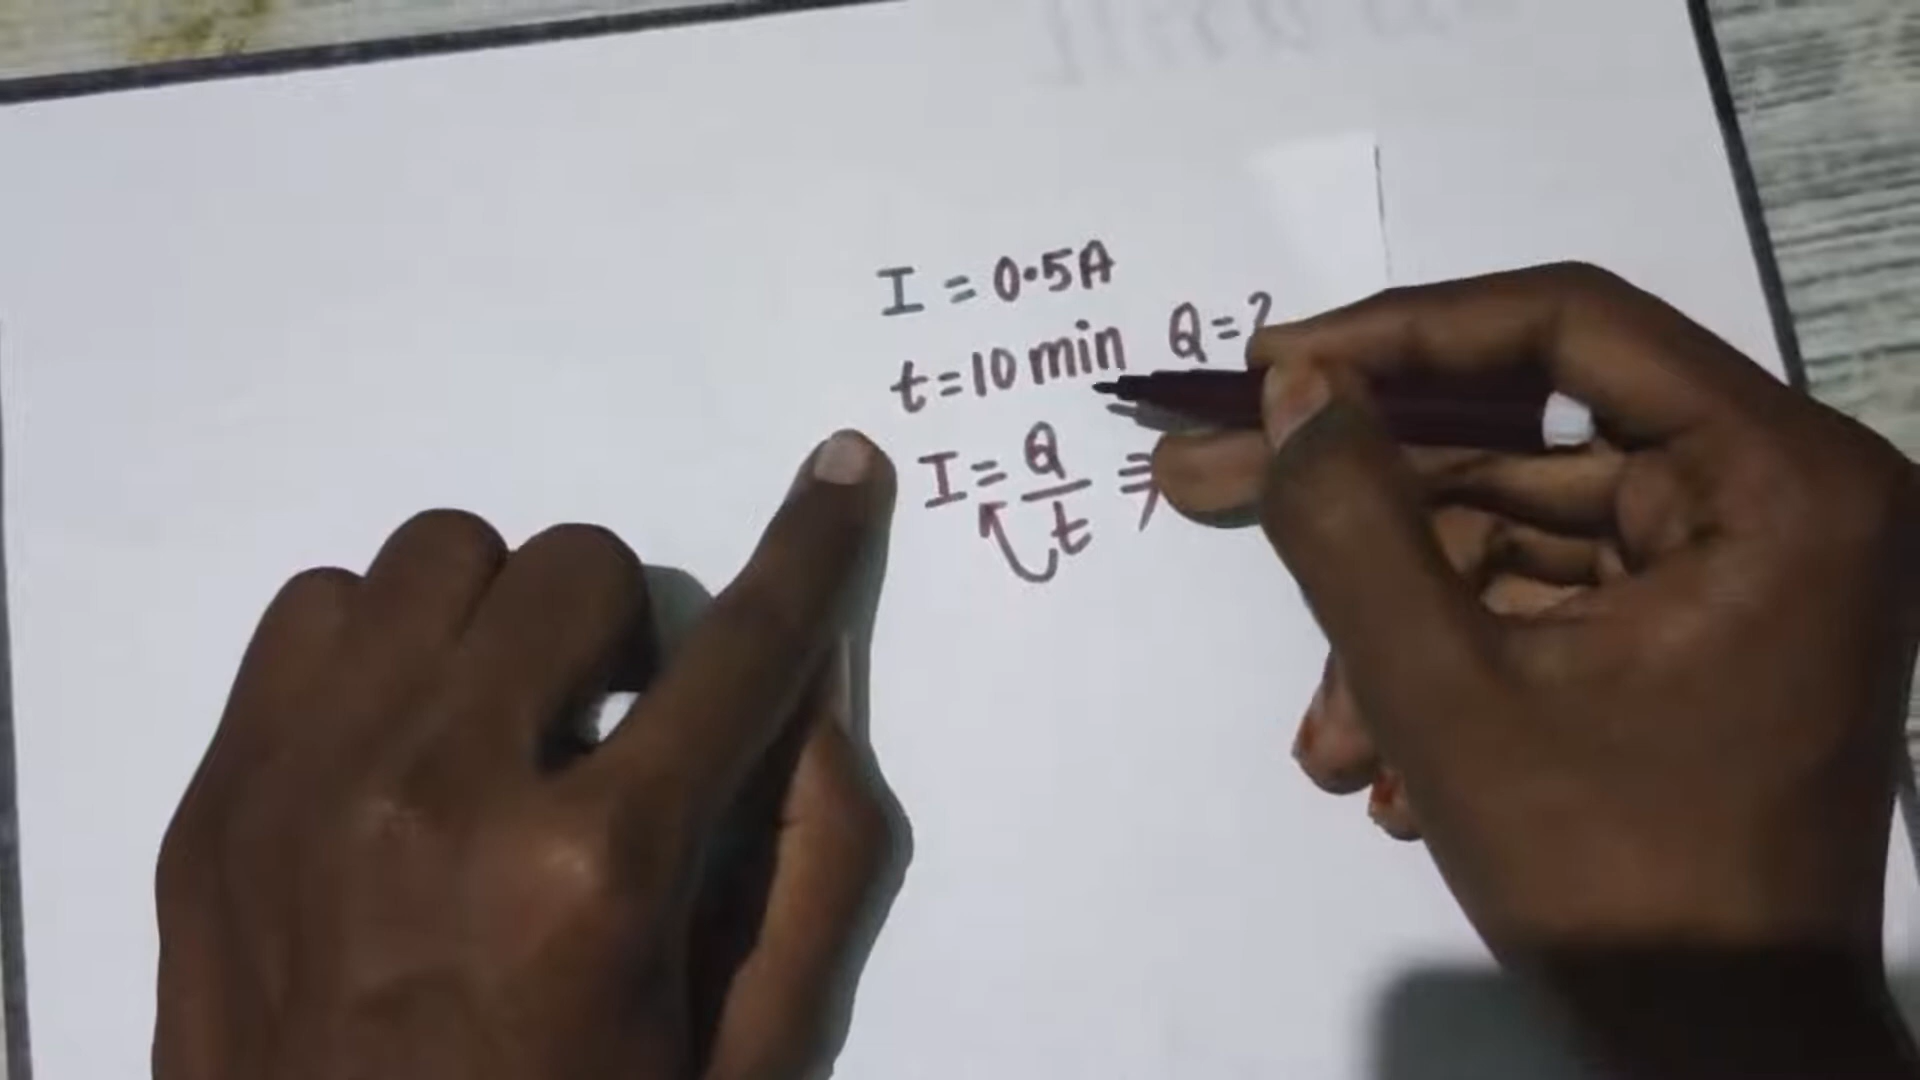 I = 0.5A
t = 10 min Q = ?
I = Q/t ⇒